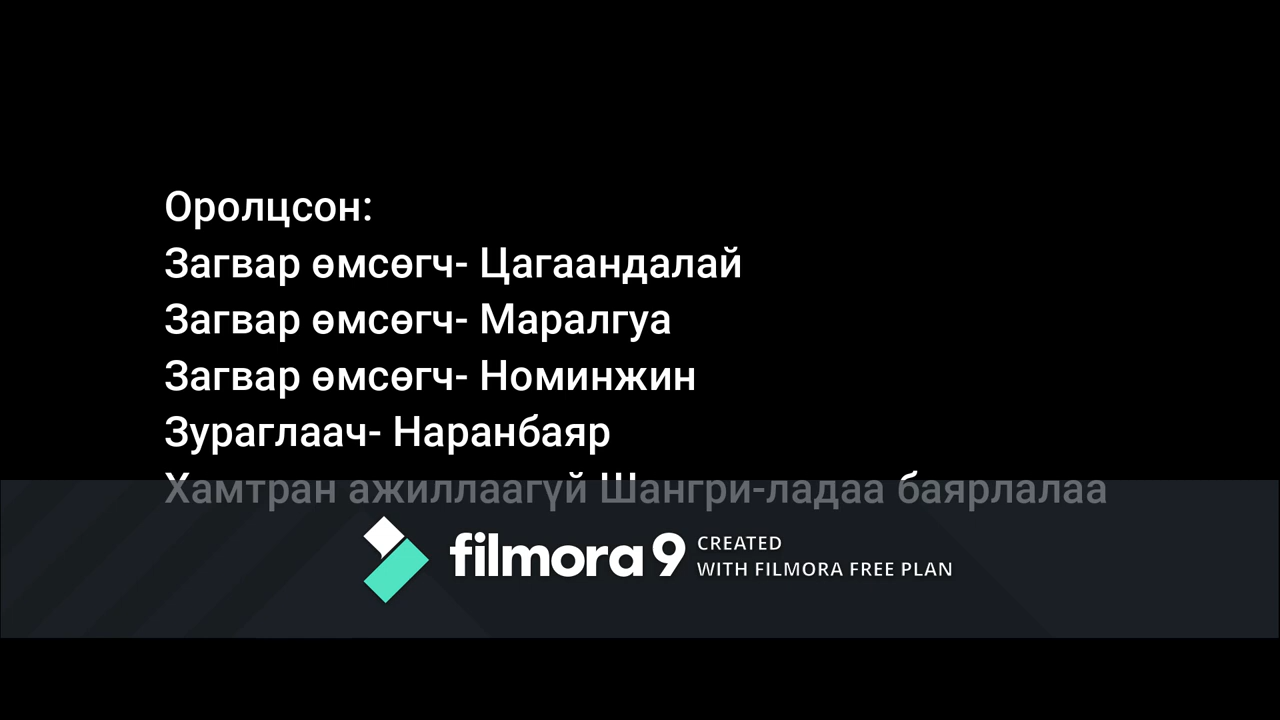 Оролцсон:
Загвар өмсөгч- Цагаандалай
Загвар өмсөгч- Маралгуа
Загвар өмсөгч- Номинжин
Зураглаач- Наранбаяр
Хамтран ажиллаагүй Шангри-ладаа баярлалаа
filmora 9 CREATED
WITH FILMORA FREE PLAN